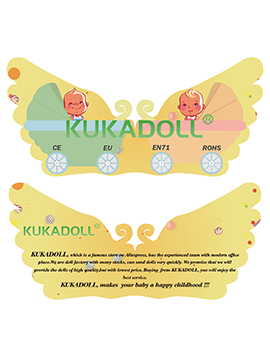 KUKADOLL®
CE EU EN71 ROHS
KUKADOLL®
KUKADOLL, which is a famous store on Aliexpress, has the experienced team with modern office
place.We are doll factory with many stocks, can send dolls very quickly. We promise that we will
provide the dolls of high quality,but with lowest price. Buying from KUKADOLL, you will enjoy the
best service.
KUKADOLL, makes your baby a happy childhood !!!